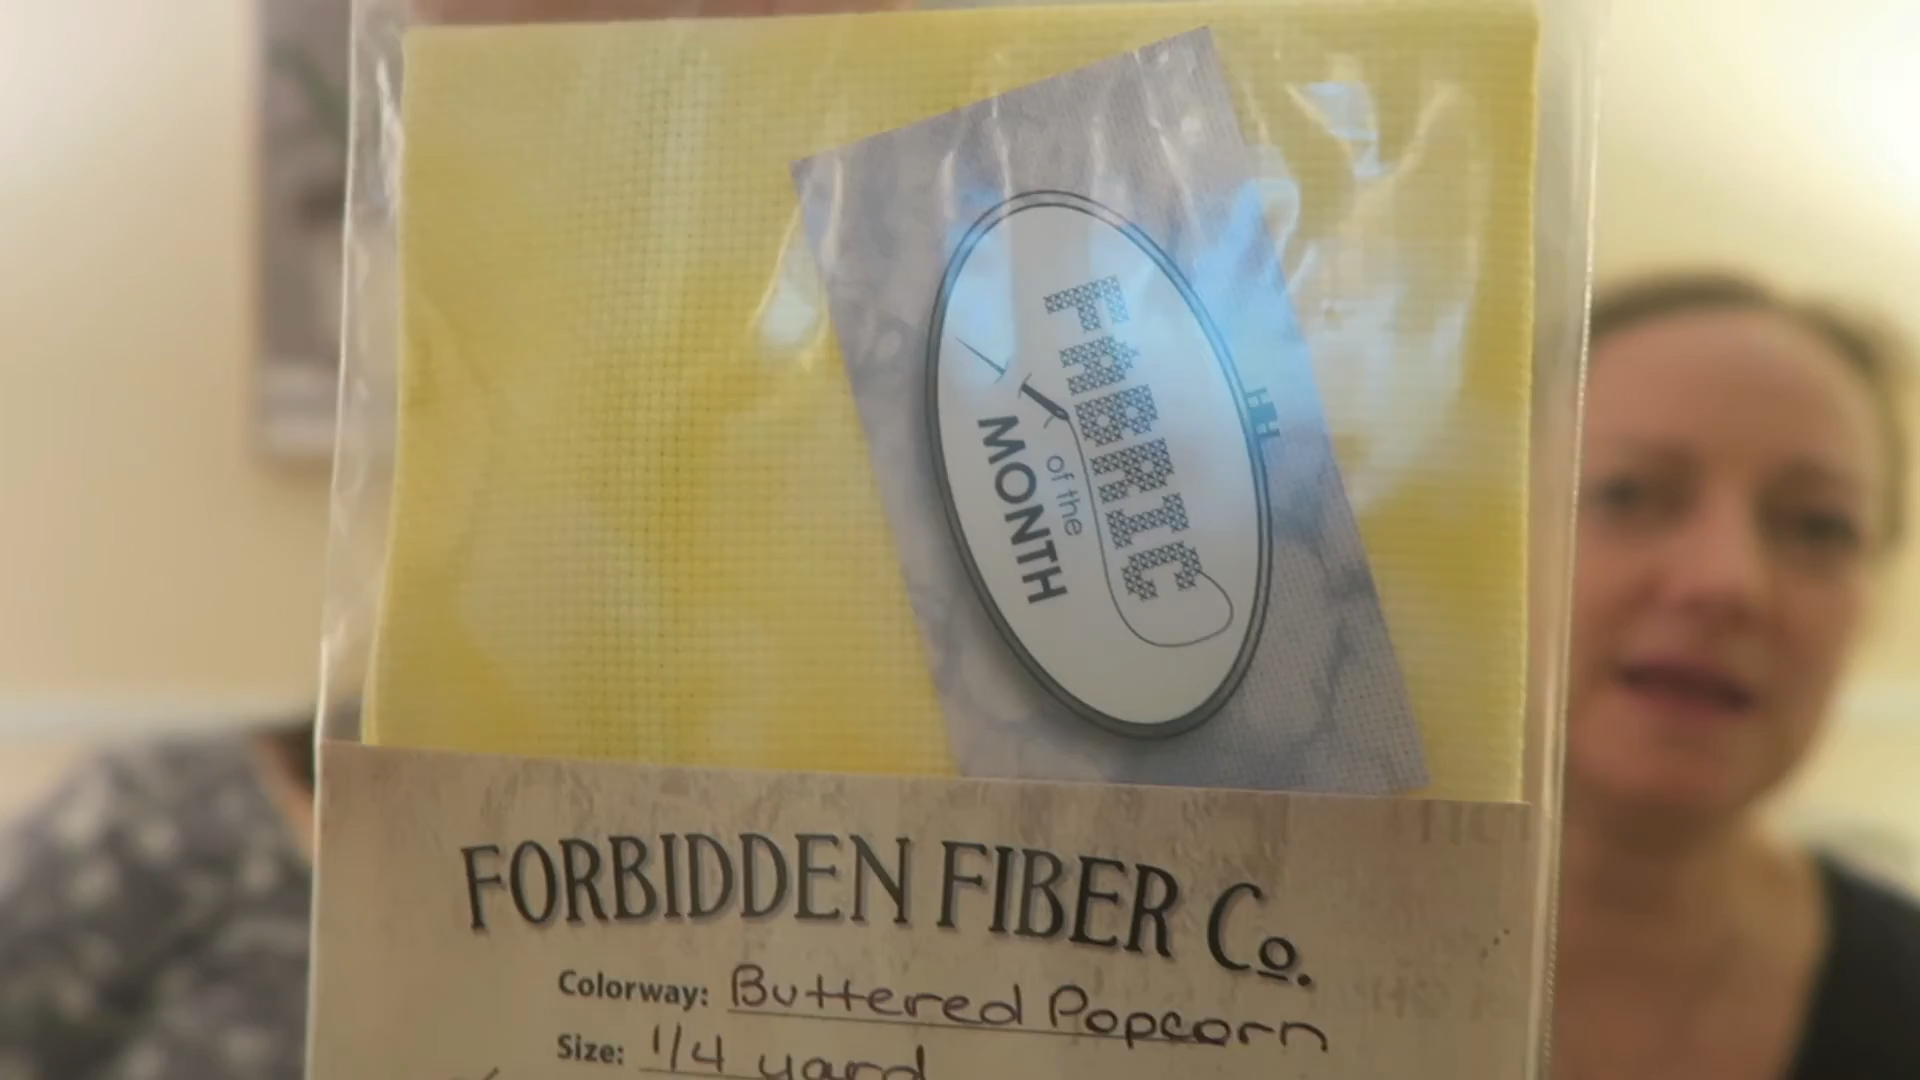 FABRIC
of the
MONTH
FORBIDDEN FIBER Co.
Colorway: Buttered Popcorn
Size: 1/4 yard